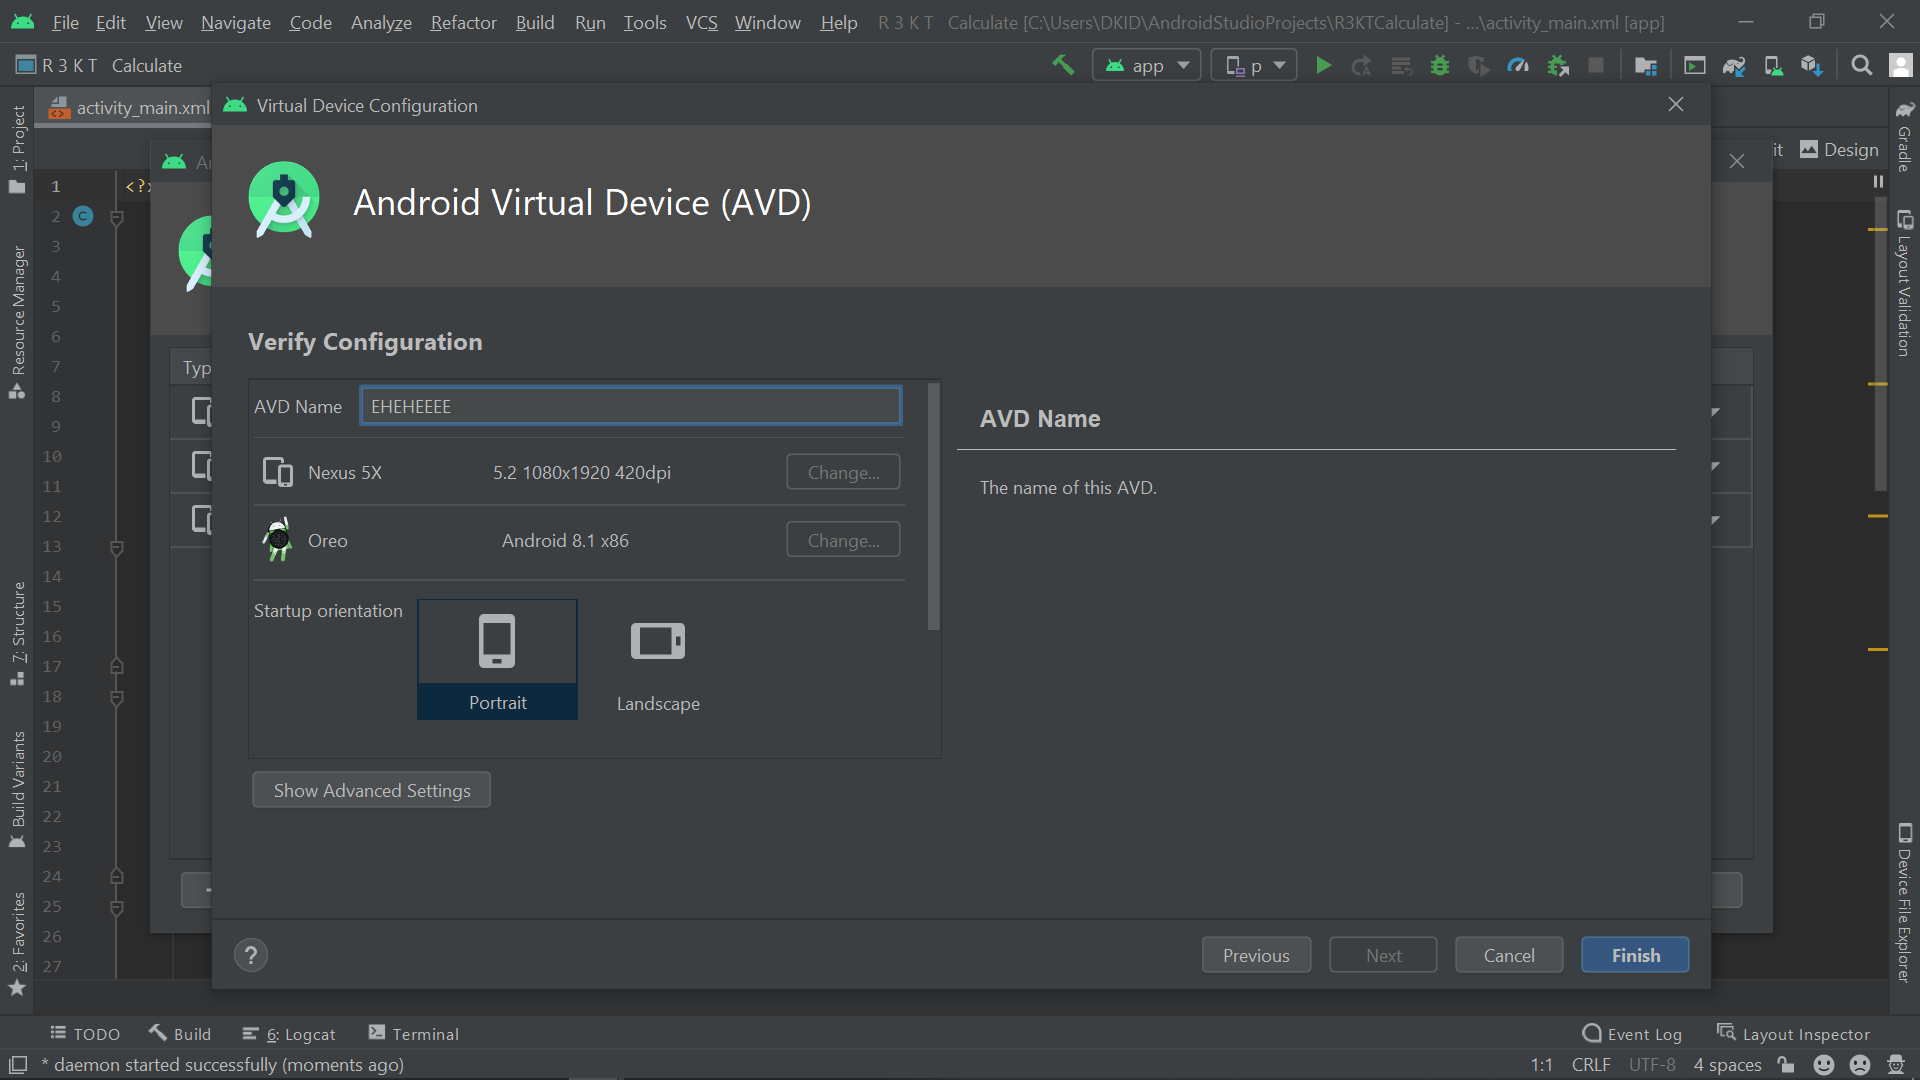 File Edit View Navigate Code Analyze Refactor Build Run Tools VCS Window Help R 3 K T Calculate [C:\Users\DKID\AndroidStudioProjects\R3KTCalculate] - ...\activity_main.xml [app]
R 3 K T Calculate
app
p
activity_main.xml
Virtual Device Configuration
Design
Android Virtual Device (AVD)
Verify Configuration
AVD Name EHEHEEEE
Nexus 5X 5.2 1080x1920 420dpi Change...
Oreo Android 8.1 x86 Change...
Startup orientation
Portrait
Landscape
Show Advanced Settings
AVD Name
The name of this AVD.
? Previous Next Cancel Finish
1
2
3
4
5
6
7
8
9
10
11
12
13
14
15
16
17
18
19
20
21
22
23
24
25
26
27
<?
1: Project
Resource Manager
7: Structure
Build Variants
2: Favorites
Gradle
Layout Validation
Device File Explorer
TODO Build 6: Logcat Terminal Event Log Layout Inspector
* daemon started successfully (moments ago) 1:1 CRLF UTF-8 4 spaces